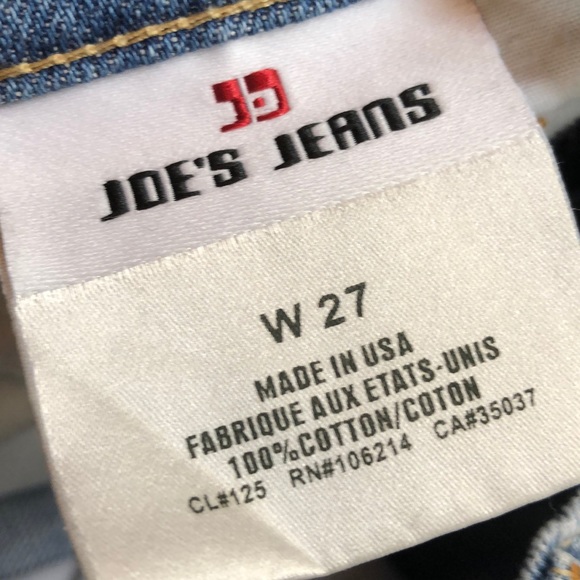 JOE'S JEANS
W 27
MADE IN USA
FABRIQUE AUX ETATS-UNIS
100%COTTON/COTON
CL#125 RN#106214 CA#35037